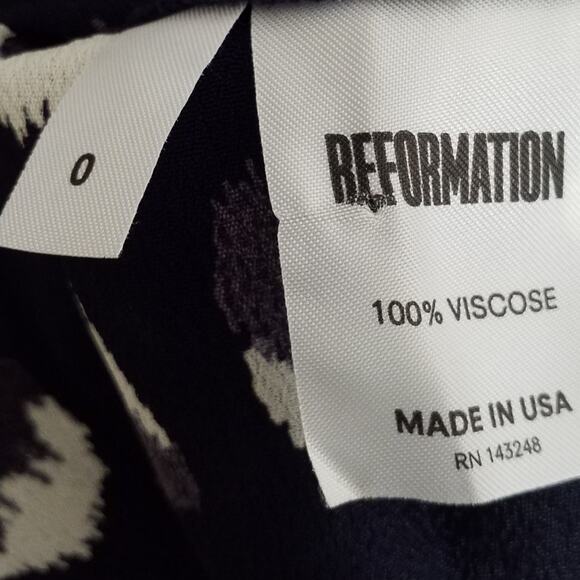 0
REFORMATION
100% VISCOSE
MADE IN USA
RN 143248